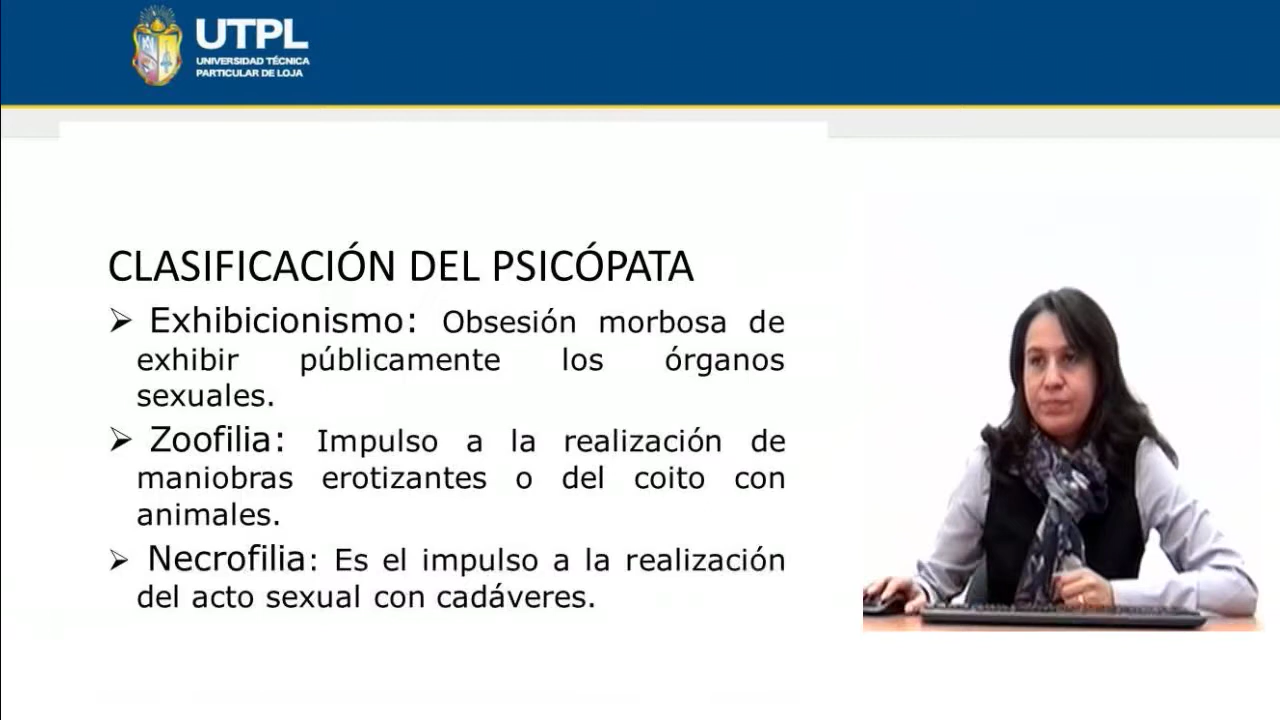 UTPL
UNIVERSIDAD TÉCNICA
PARTICULAR DE LOJA
CLASIFICACIÓN DEL PSICÓPATA
➢ Exhibicionismo: Obsesión morbosa de
exhibir públicamente los órganos
sexuales.
➢ Zoofilia: Impulso a la realización de
maniobras erotizantes o del coito con
animales.
➢ Necrofilia: Es el impulso a la realización
del acto sexual con cadáveres.